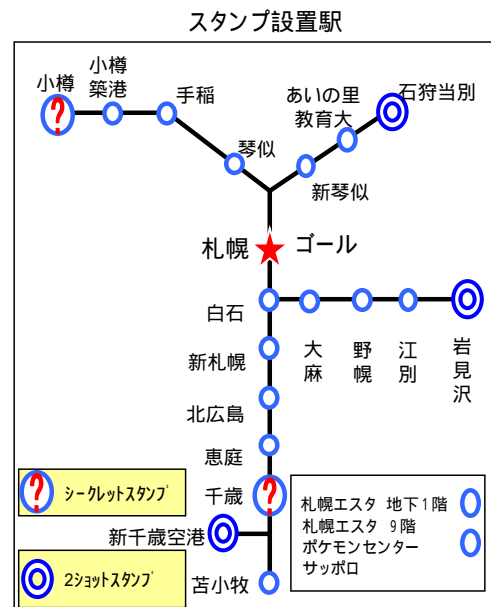 スタンプ設置駅
小樽
小樽
築港
手稲
琴似
あいの里
教育大
石狩当別
新琴似
札幌
ゴール
白石
大麻
野幌
江別
岩見沢
新札幌
北広島
恵庭
千歳
新千歳空港
苫小牧
?
?
?
シークレットスタンプ
2ショットスタンプ
札幌エスタ 地下1階
札幌エスタ 9階
ポケモンセンター
サッポロ